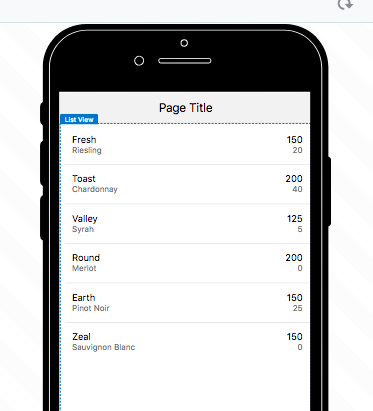 Page Title
List View
Fresh 150
Riesling 20
Toast 200
Chardonnay 40
Valley 125
Syrah 5
Round 200
Merlot 0
Earth 150
Pinot Noir 25
Zeal 150
Sauvignon Blanc 0